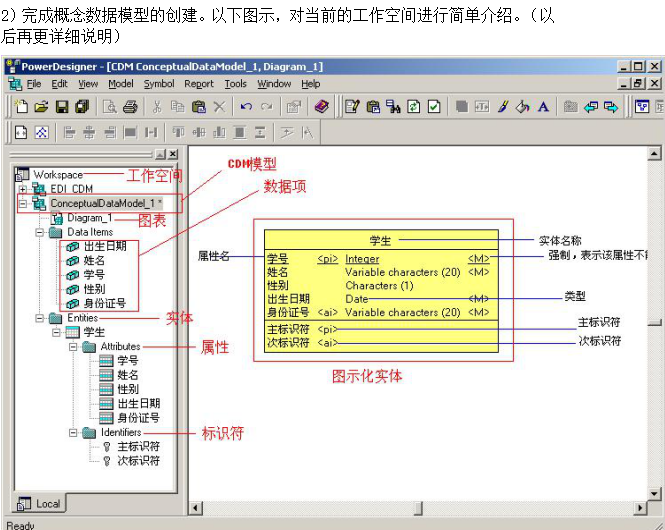 2）完成概念数据模型的创建。以下图示，对当前的工作空间进行简单介绍。（以
后再更详细说明）
PowerDesigner - [CDM ConceptualDataModel_1, Diagram_1]
File Edit View Model Symbol Report Tools Window Help
Workspace
工作空间
CDM模型
EDI_CDM
ConceptualDataModel_1 *
数据项
Diagram_1
图表
Data Items
出生日期
姓名
学号
性别
身份证号
Entities
实体
学生
Attributes
属性
学号
姓名
性别
出生日期
身份证号
Identifiers
标识符
主标识符
次标识符
Local
Ready
学生
实体名称
属性名
学号 <pi> Integer <M>
强制，表示该属性不
姓名 Variable characters (20) <M>
性别 Characters (1)
出生日期 Date <M>
类型
身份证号 <ai> Variable characters (20) <M>
主标识符 <pi>
主标识符
次标识符 <ai>
次标识符
图示化实体